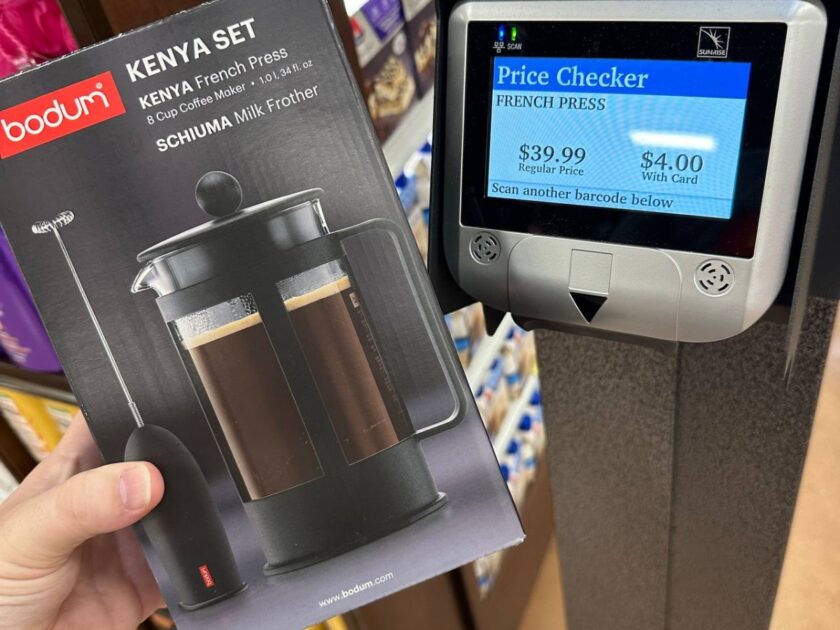 bodum®
KENYA SET
KENYA French Press
8 Cup Coffee Maker • 1.0 l, 34 fl. oz
SCHIUMA Milk Frother
bodum
www.bodum.com
SCAN
SUNRISE
Price Checker
FRENCH PRESS
$39.99 $4.00
Regular Price With Card
Scan another barcode below